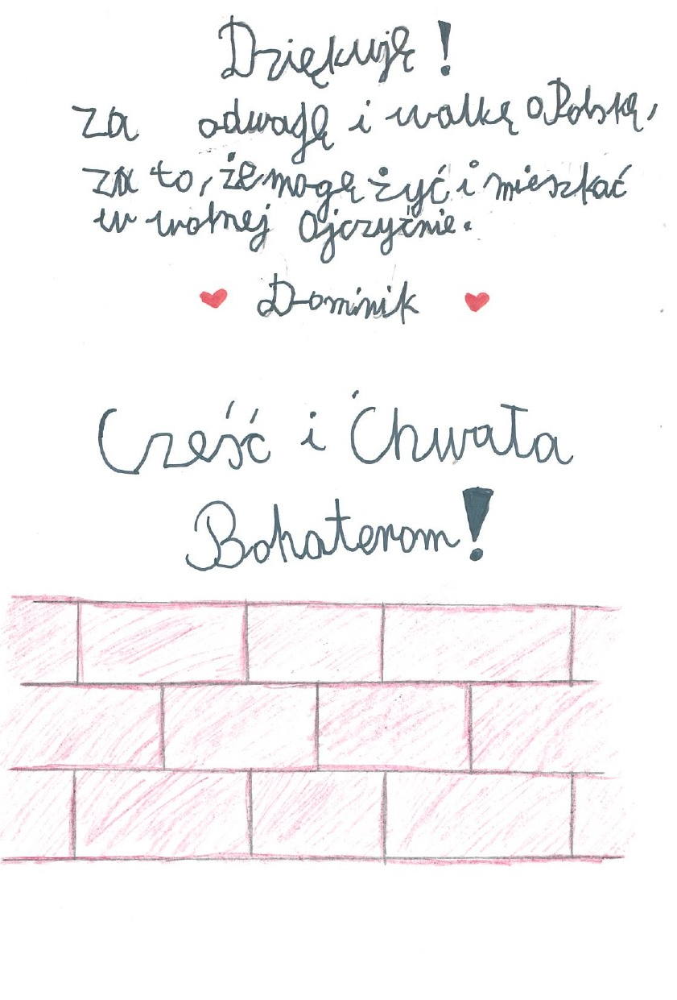 Dziękuję!
za odwagę i walkę o Polskę,
za to, że mogę żyć i mieszkać
w wolnej Ojczyźnie.
Dominik
Cześć i Chwała
Bohaterom!